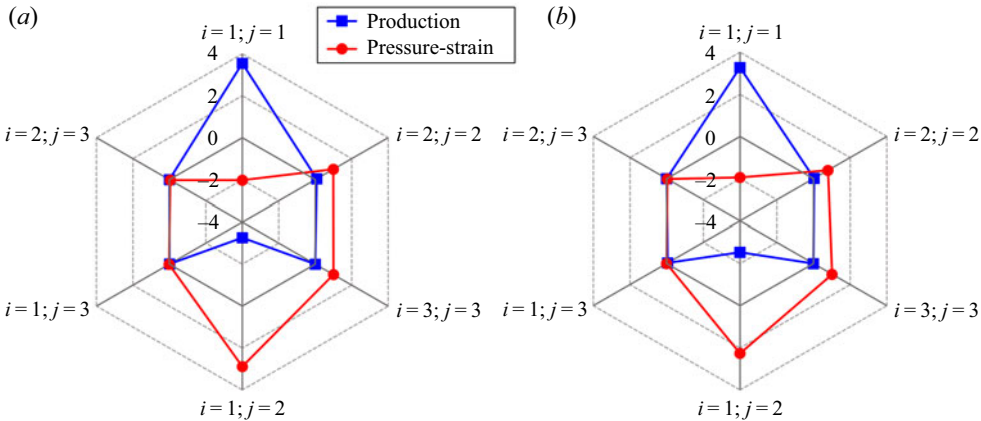 (a)
Production
Pressure-strain
(b)
i = 1; j = 1
4
2
0
−2
−4
i = 2; j = 3
i = 2; j = 2
i = 1; j = 3
i = 3; j = 3
i = 1; j = 2
i = 1; j = 1
4
2
0
−2
−4
i = 2; j = 3
i = 2; j = 2
i = 1; j = 3
i = 3; j = 3
i = 1; j = 2